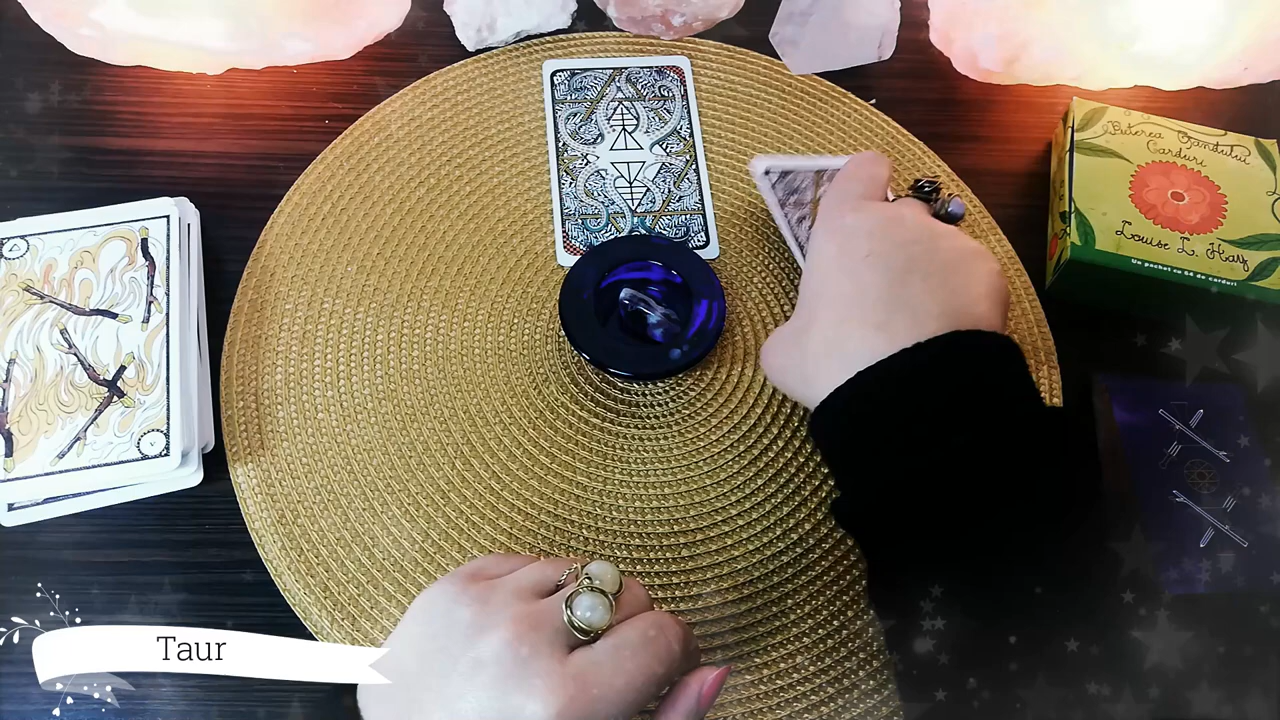 Puterea Gândului
Carduri
Louise L. Hay
Un pachet cu 64 de carduri
Taur